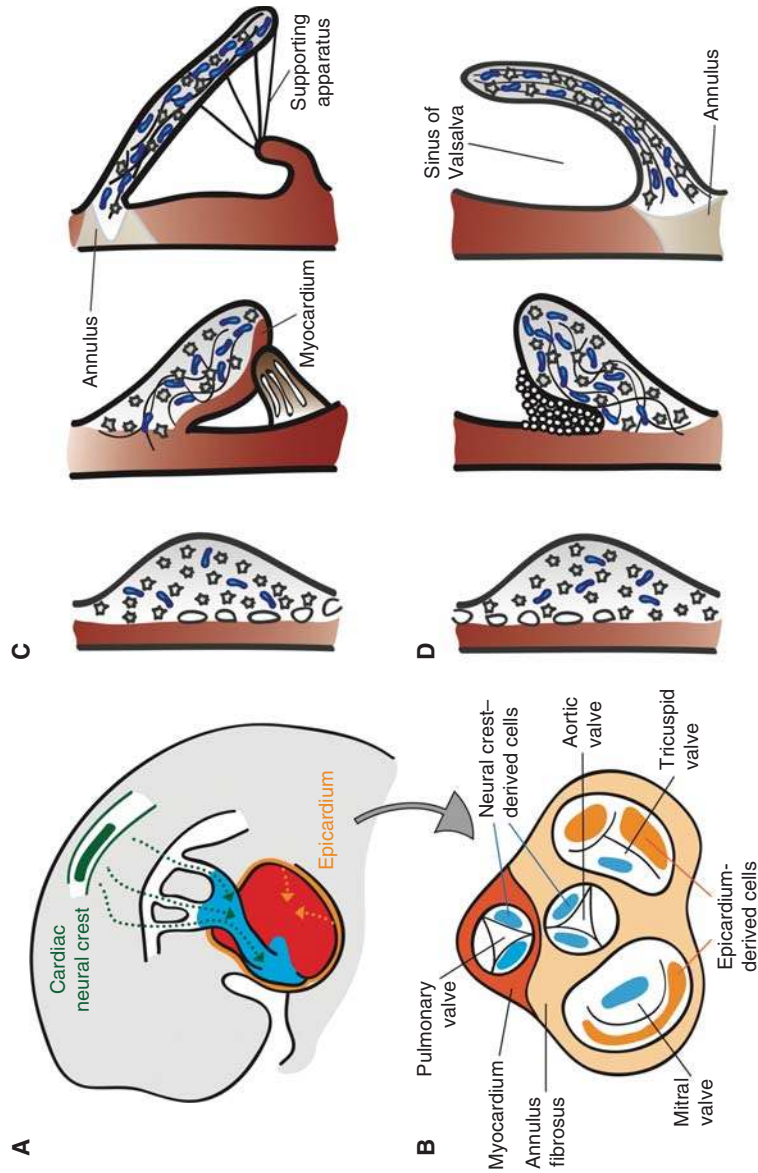 A
Cardiac
neural crest
Epicardium
B
Pulmonary
valve
Myocardium
Annulus
fibrosus
Mitral
valve
Neural crest–
derived cells
Aortic
valve
Tricuspid
valve
Epicardium-
derived cells
C
Annulus
Myocardium
Supporting
apparatus
D
Sinus of
Valsalva
Annulus